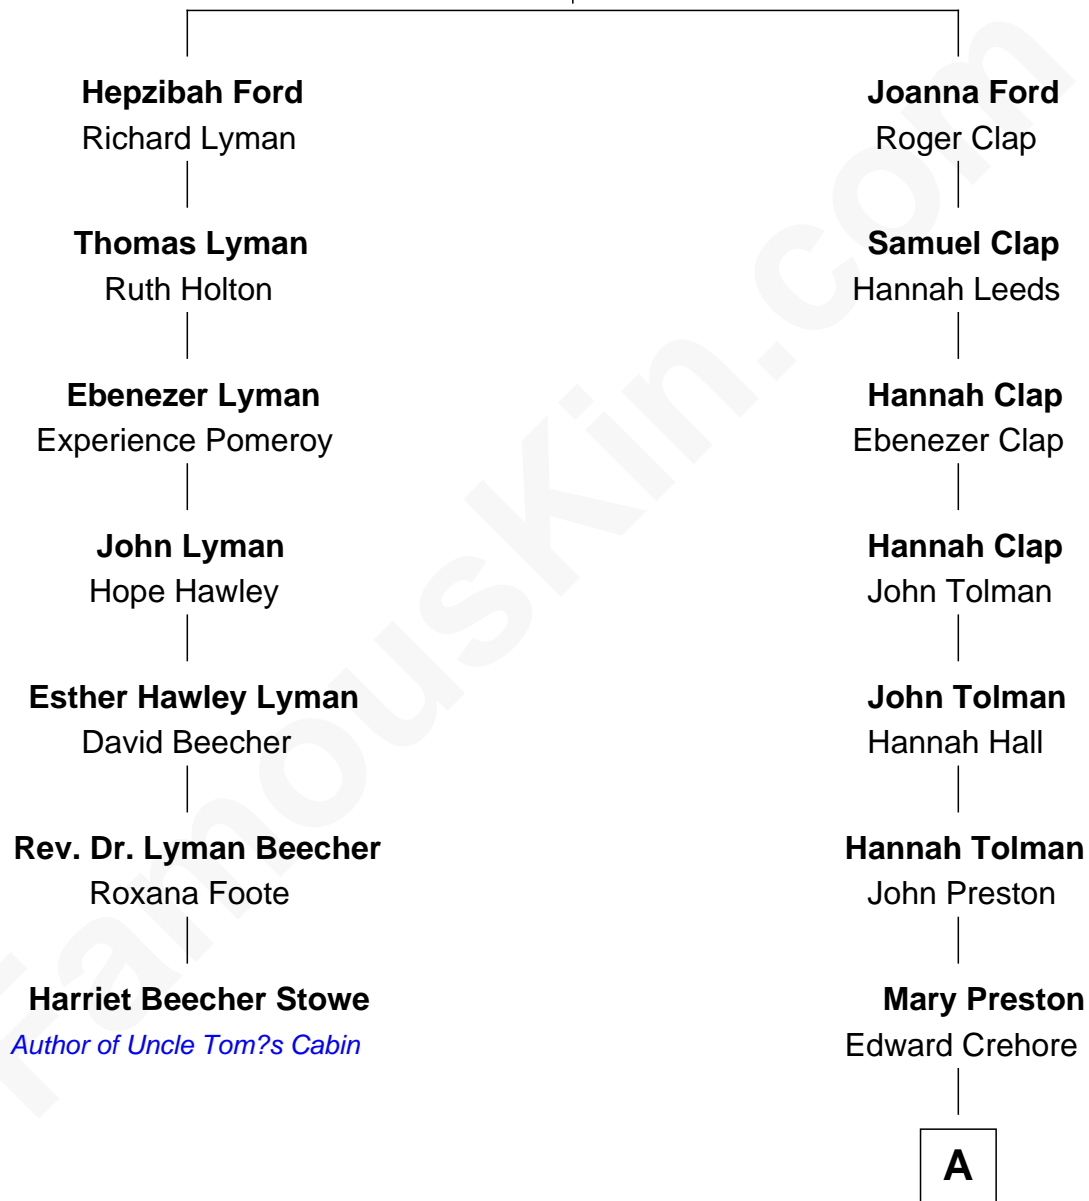 Hepzibah Ford
Richard Lyman
Thomas Lyman
Ruth Holton
Ebenezer Lyman
Experience Pomeroy
John Lyman
Hope Hawley
Esther Hawley Lyman
David Beecher
Rev. Dr. Lyman Beecher
Roxana Foote
Harriet Beecher Stowe
Author of Uncle Tom?s Cabin
Joanna Ford
Roger Clap
Samuel Clap
Hannah Leeds
Hannah Clap
Ebenezer Clap
Hannah Clap
John Tolman
John Tolman
Hannah Hall
Hannah Tolman
John Preston
Mary Preston
Edward Crehore
A
FamousKin.com